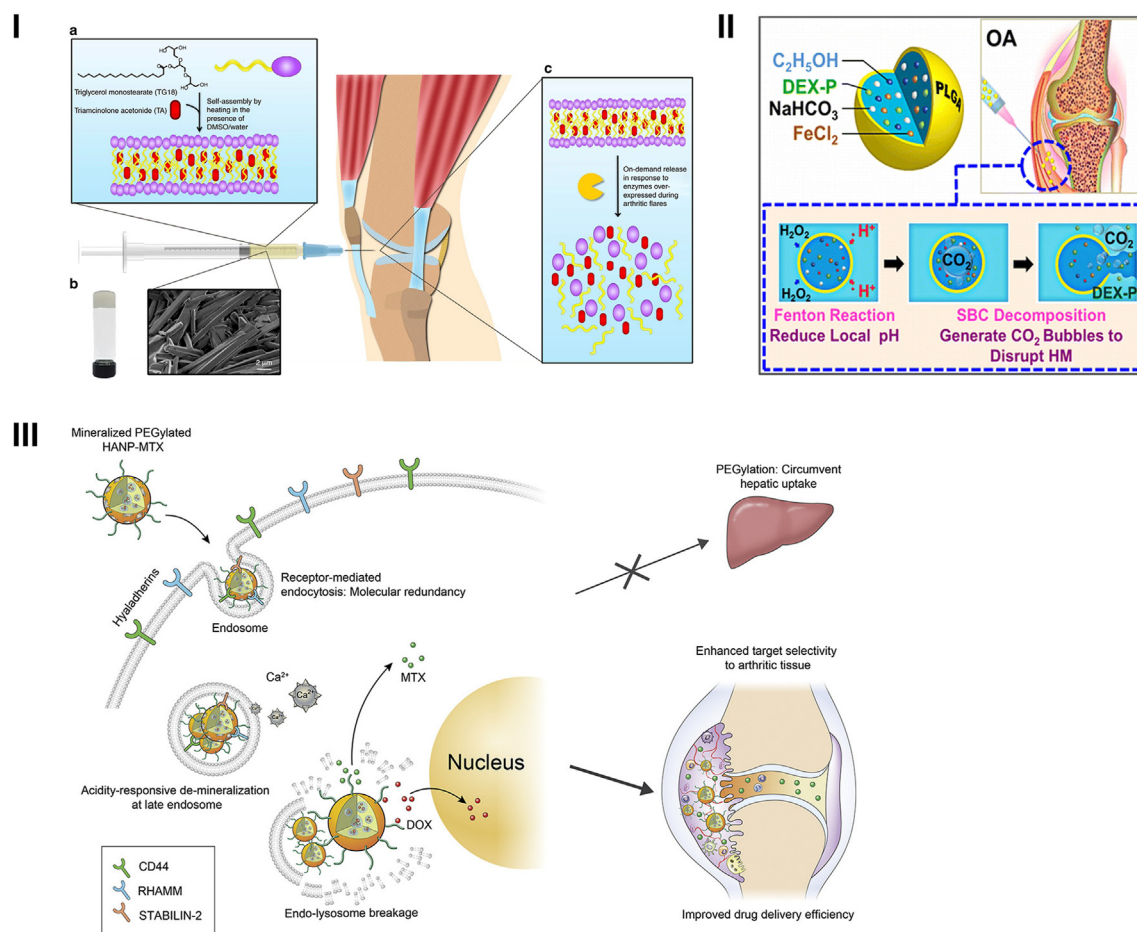 I
a
HO
OH
OH
O
O
O
O
OH
HO
Triglycerol monostearate (TG18)
Triamcinolone acetonide (TA)
Self-assembly by
heating in the
presence of
DMSO/water
b
2 µm
c
On-demand release
in response to
enzymes over-
expressed during
arthritic flares
II
C₂H₅OH
DEX-P
NaHCO₃
FeCl₂
PLGA
OA
H₂O₂
H⁺
H₂O₂
H⁺
CO₂
CO₂
DEX-P
Fenton Reaction
Reduce Local pH
SBC Decomposition
Generate CO₂ Bubbles to
Disrupt HM
III
Mineralized PEGylated
HANP-MTX
Hyaladherins
Receptor-mediated
endocytosis: Molecular redundancy
Endosome
PEGylation: Circumvent
hepatic uptake
Ca²⁺
Ca²⁺
MTX
Nucleus
DOX
Acidity-responsive de-mineralization
at late endosome
Endo-lysosome breakage
CD44
RHAMM
STABILIN-2
Enhanced target selectivity
to arthritic tissue
Improved drug delivery efficiency